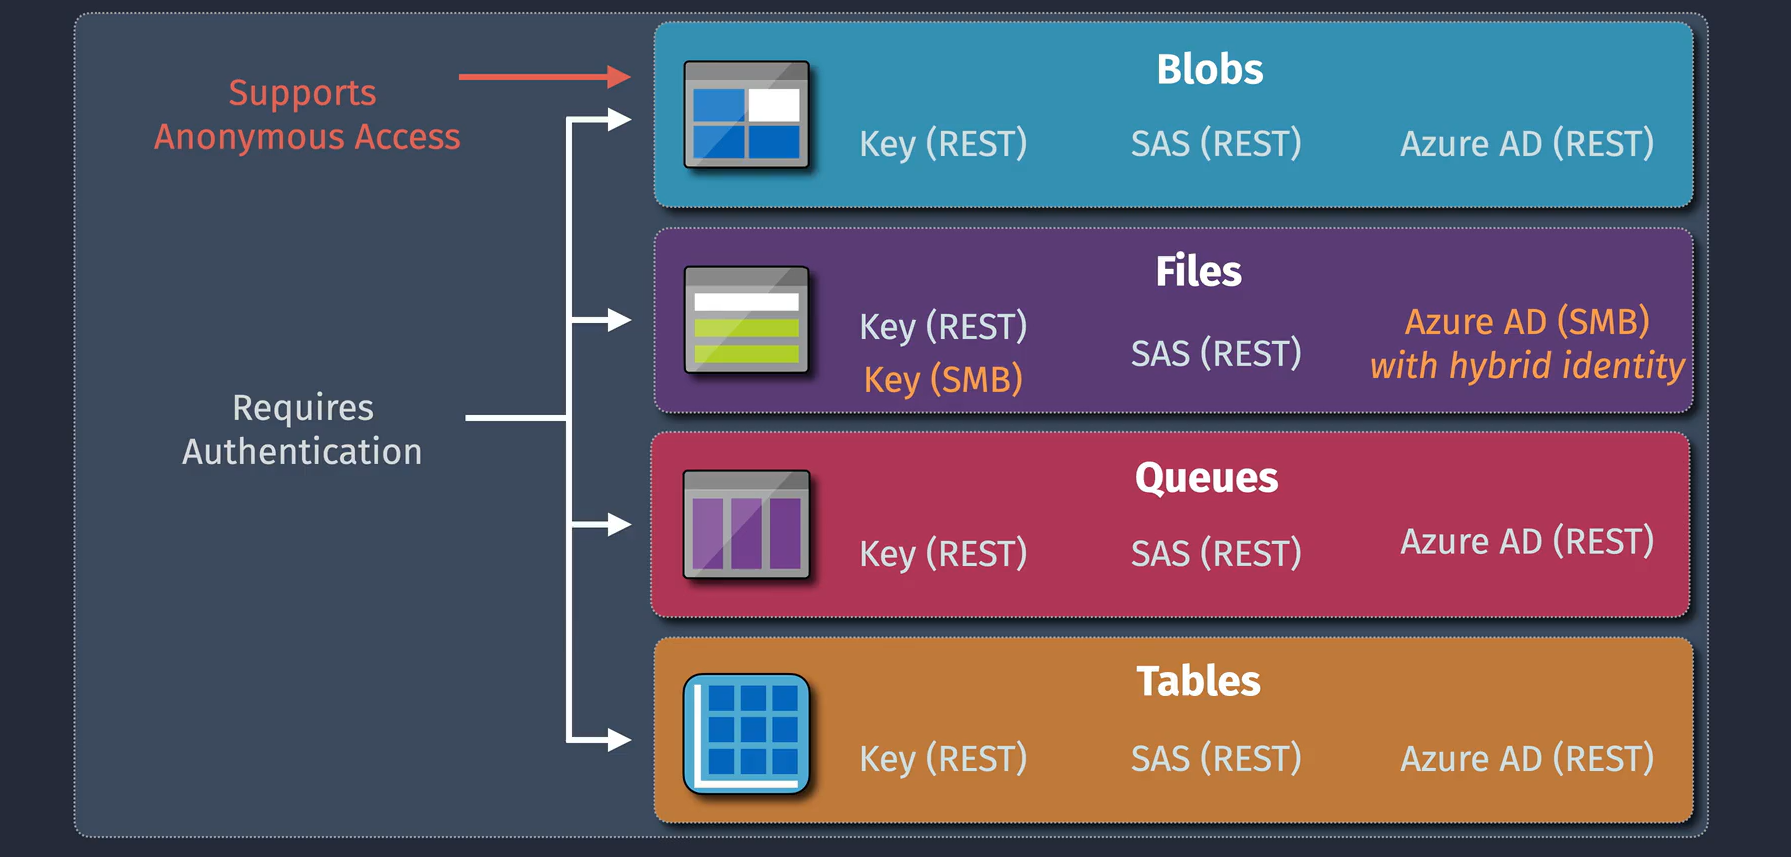 Supports
Anonymous Access
Requires
Authentication
Blobs
Key (REST)
SAS (REST)
Azure AD (REST)
Files
Key (REST)
Key (SMB)
SAS (REST)
Azure AD (SMB)
with hybrid identity
Queues
Key (REST)
SAS (REST)
Azure AD (REST)
Tables
Key (REST)
SAS (REST)
Azure AD (REST)